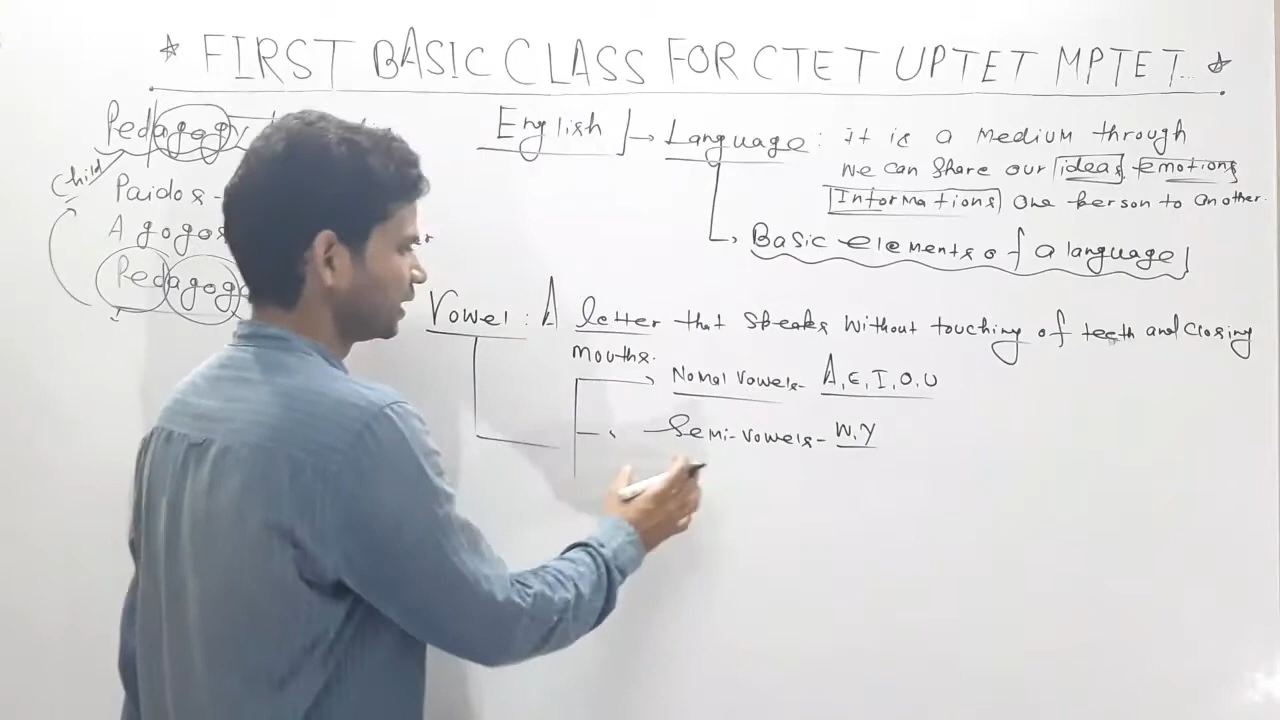 * FIRST BASIC CLASS FOR CTET UPTET MPTET... *
Pedagogy
Child
Paidos -
Agogos
Pedagog
English → Language: it is a medium through
we can share our ideas emotions
Informations one person to another.
Basic elements of a language
Vowel: A letter that speaks without touching of teeth and closing
mouths.
Nomal vowels- A, E, I, O, U
Semi-vowels- W, Y